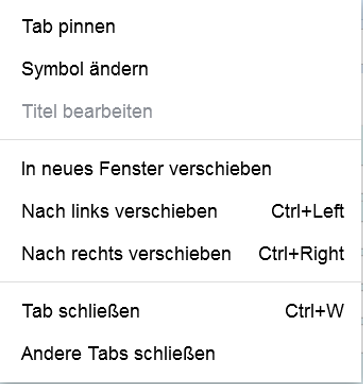 Tab pinnen
Symbol ändern
Titel bearbeiten
In neues Fenster verschieben
Nach links verschieben Ctrl+Left
Nach rechts verschieben Ctrl+Right
Tab schließen Ctrl+W
Andere Tabs schließen